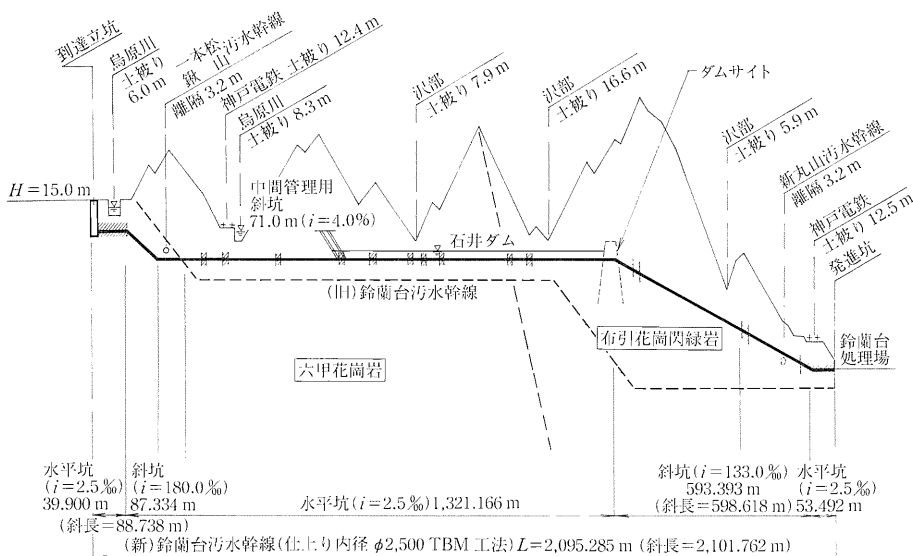 到達立坑
烏原川
土被り
6.0 m
一本松
鍬山汚水幹線
離隔 3.2 m
神戸電鉄 土被り 12.4 m
烏原川
土被り 8.3 m
沢部
土被り 7.9 m
沢部
土被り 16.6 m
ダムサイト
沢部
土被り 5.9 m
新丸山汚水幹線
離隔 3.2 m
神戸電鉄
土被り 12.5 m
発進坑
H＝15.0 m
中間管理用
斜坑
71.0 m(i＝4.0%)
石井ダム
(旧)鈴蘭台汚水幹線
布引花崗閃緑岩
鈴蘭台
処理場
六甲花崗岩
水平坑
(i＝2.5‰)
39.900 m
斜坑
(i＝180.0‰)
87.334 m
(斜長＝88.738 m)
水平坑(i＝2.5‰)1,321.166 m
斜坑(i＝133.0‰)
593.393 m
(斜長＝598.618 m)
水平坑
(i＝2.5‰)
53.492 m
(新)鈴蘭台汚水幹線(仕上り内径 φ2,500 TBM 工法) L＝2,095.285 m (斜長＝2,101.762 m)